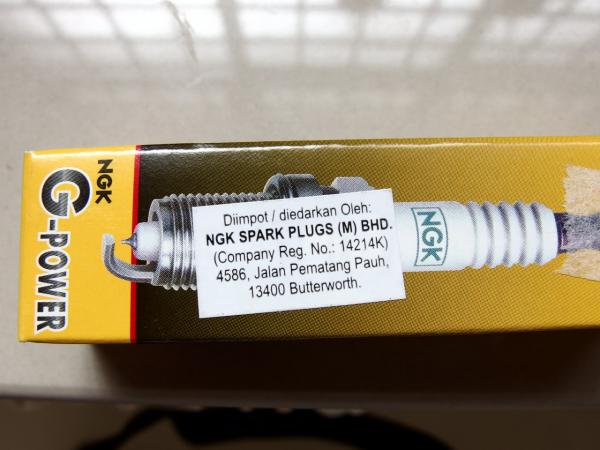 NGK
G-POWER
Diimpot / diedarkan Oleh:
NGK SPARK PLUGS (M) BHD.
(Company Reg. No.: 14214K)
4586, Jalan Pematang Pauh,
13400 Butterworth.
NGK